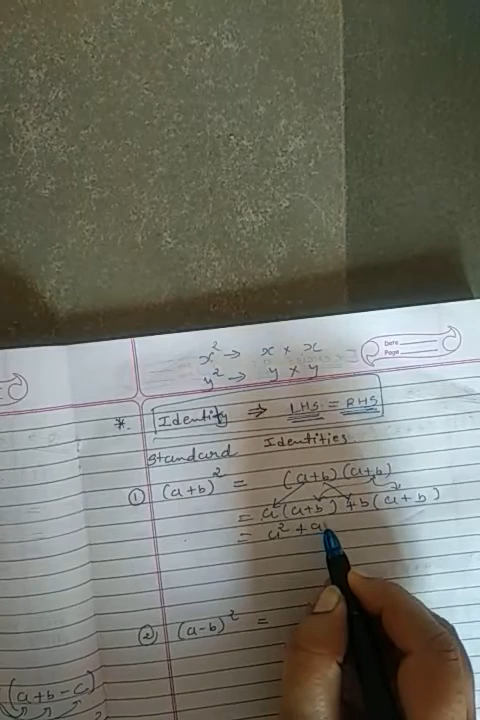 x² → x × x
y² → y × y
Date
Page
*. Identity ⇒ LHS = RHS
Standard Identities
① (a+b)² = (a+b)(a+b)
= a(a+b) + b(a+b)
= a² + a
② (a-b)² =
(a+b-c)